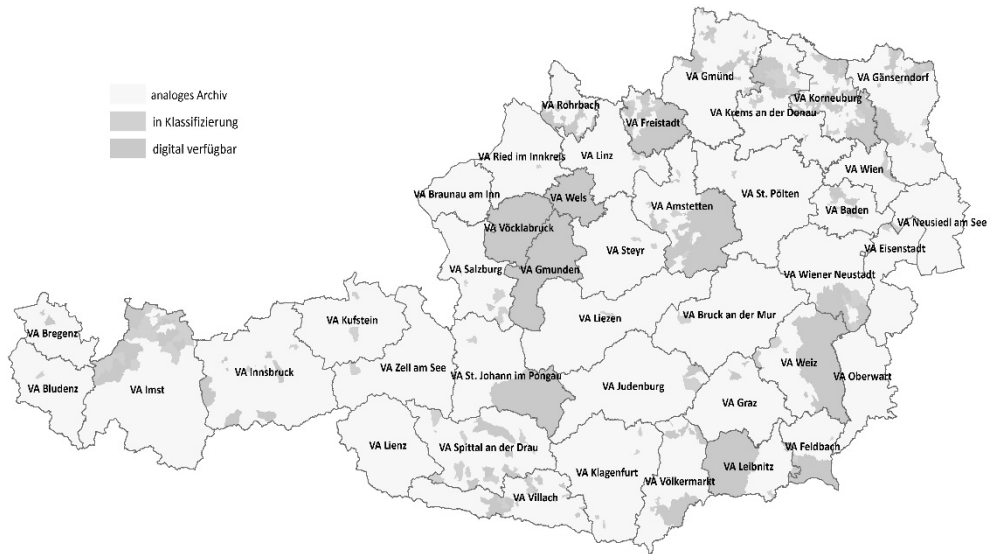 analoges Archiv
in Klassifizierung
digital verfügbar
VA Gmünd
VA Gänserndorf
VA Rohrbach
VA Korneuburg
VA Krems an der Donau
VA Freistadt
VA Ried im Innkreis
VA Linz
VA Wien
VA Braunau am Inn
VA Wels
VA St. Pölten
VA Amstetten
VA Baden
VA Neusiedl am See
VA Vöcklabruck
VA Steyr
VA Eisenstadt
VA Salzburg
VA Gmunden
VA Wiener Neustadt
VA Kufstein
VA Liezen
VA Bruck an der Mur
VA Bregenz
VA Bludenz
VA Imst
VA Innsbruck
VA Zell am See
VA St. Johann im Pongau
VA Judenburg
VA Weiz
VA Oberwart
VA Graz
VA Lienz
VA Spittal an der Drau
VA Feldbach
VA Klagenfurt
VA Völkermarkt
VA Leibnitz
VA Villach